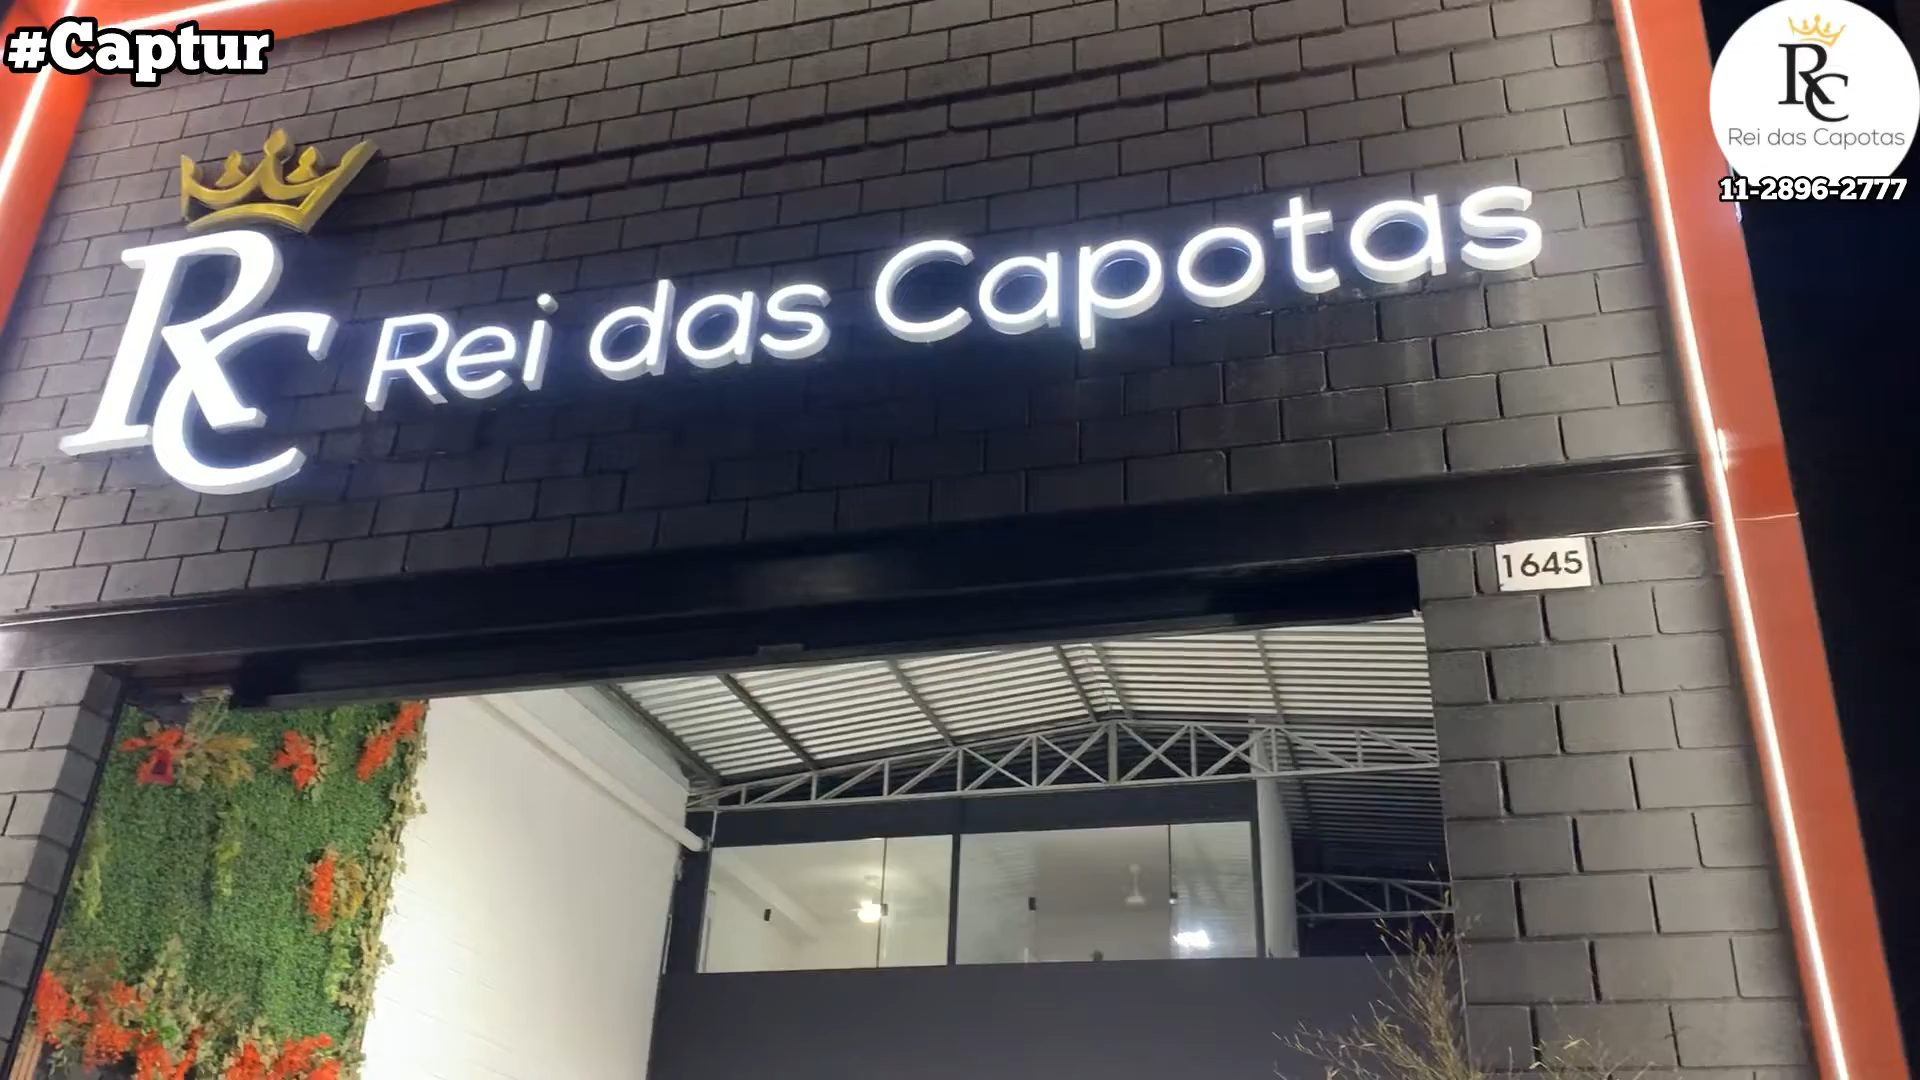 #Captur
RC
Rei das Capotas
11-2896-2777
RC Rei das Capotas
1645